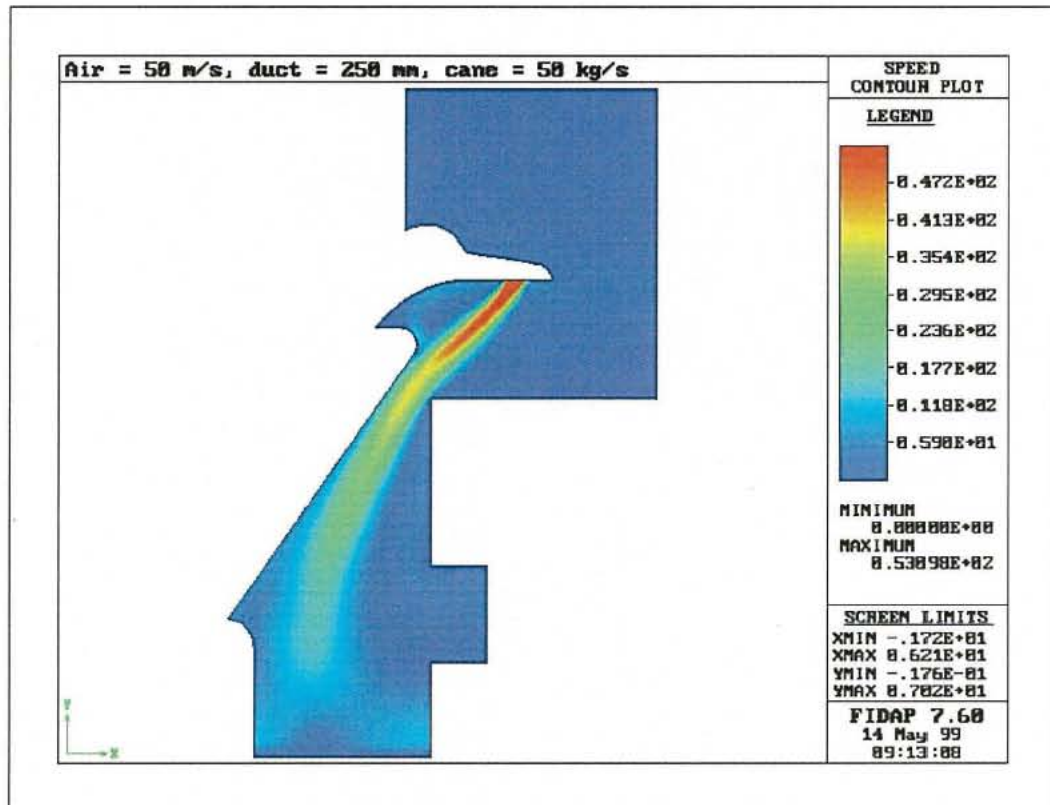 Air = 50 m/s, duct = 250 mm, cane = 50 kg/s
SPEED
CONTOUR PLOT
LEGEND
0.472E+02
0.413E+02
0.354E+02
0.295E+02
0.236E+02
0.177E+02
0.118E+02
0.590E+01
MINIMUM
0.00000E+00
MAXIMUM
0.53098E+02
SCREEN LIMITS
XMIN -.172E+01
XMAX 0.621E+01
YMIN -.176E-01
YMAX 0.702E+01
FIDAP 7.60
14 May 99
09:13:08
Y
X